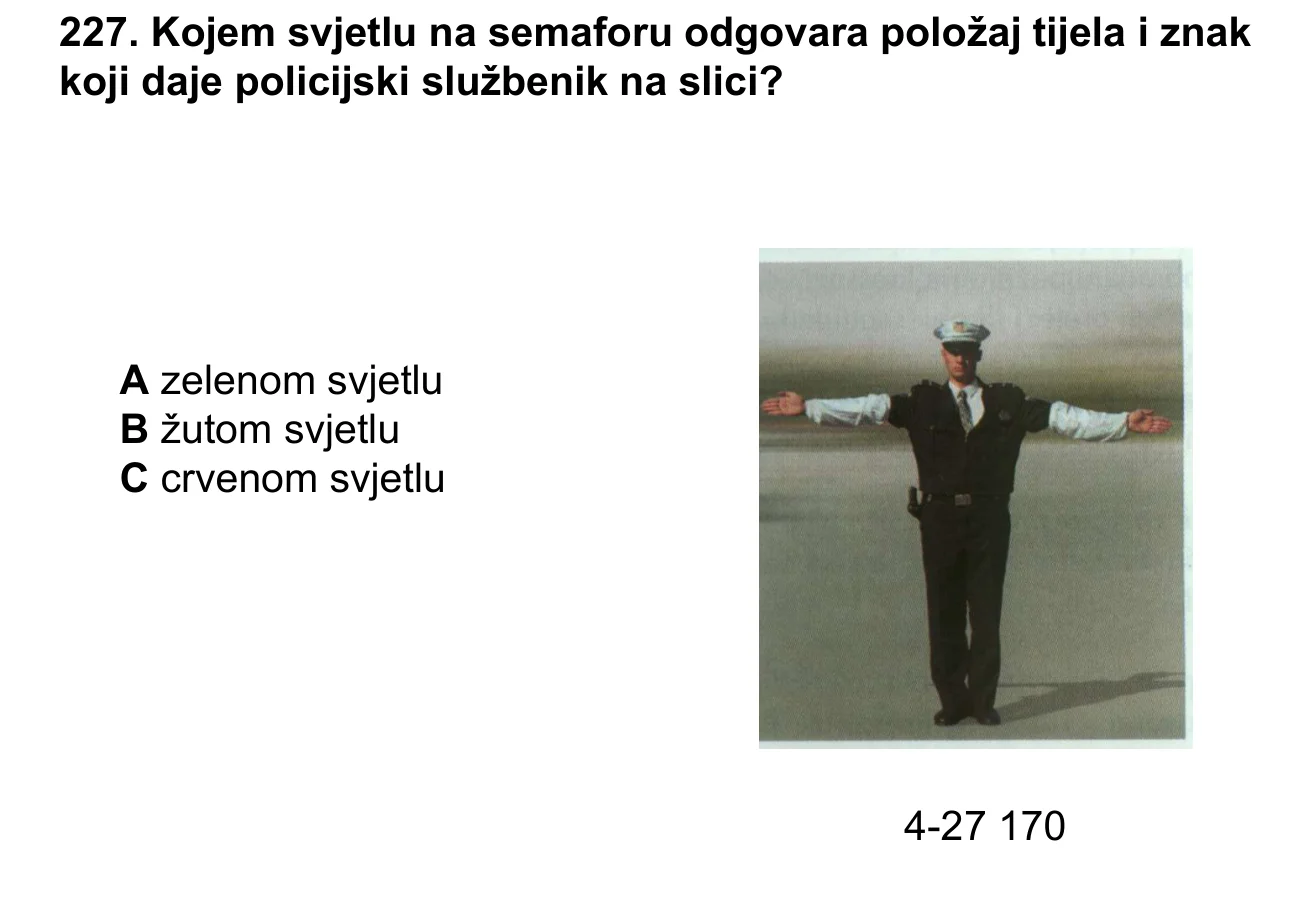 227. Kojem svjetlu na semaforu odgovara položaj tijela i znak
koji daje policijski službenik na slici?
A zelenom svjetlu
B žutom svjetlu
C crvenom svjetlu
4-27 170